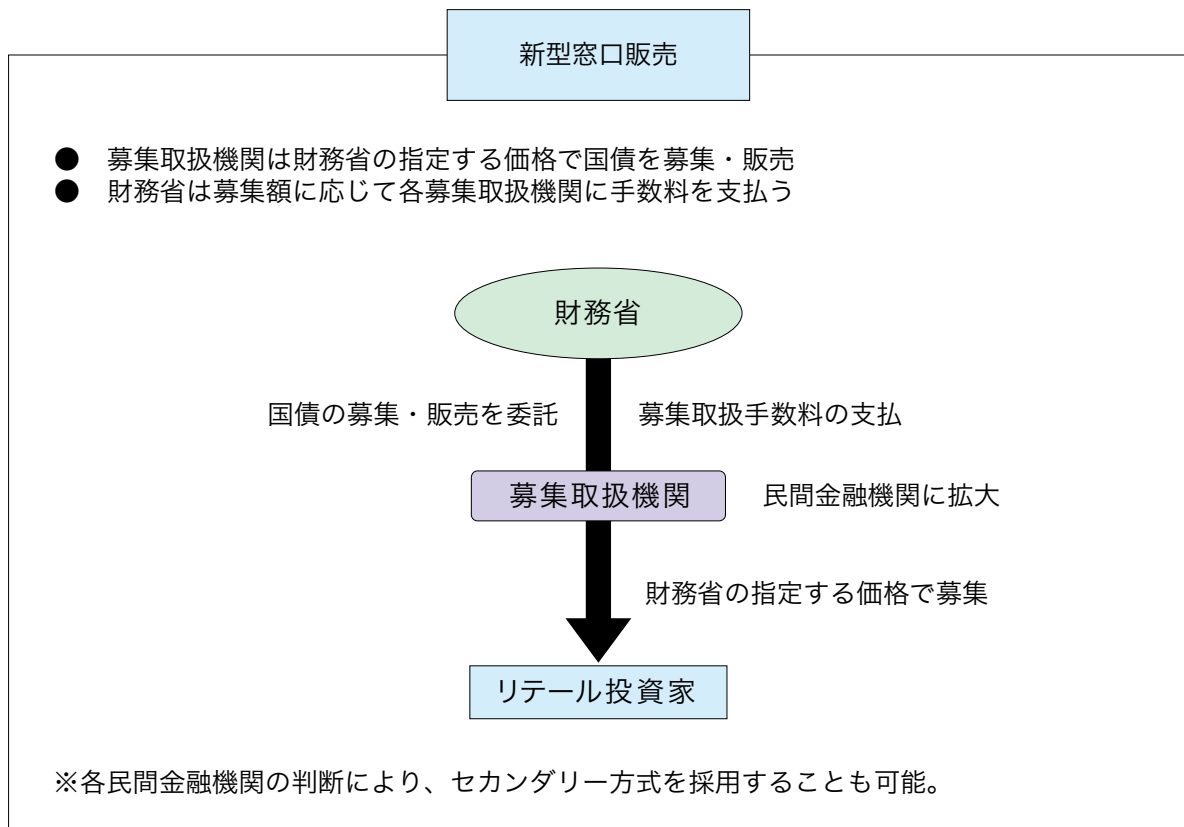 新型窓口販売
● 募集取扱機関は財務省の指定する価格で国債を募集・販売
● 財務省は募集額に応じて各募集取扱機関に手数料を支払う
財務省
国債の募集・販売を委託 募集取扱手数料の支払
募集取扱機関 民間金融機関に拡大
財務省の指定する価格で募集
リテール投資家
※各民間金融機関の判断により、セカンダリー方式を採用することも可能。